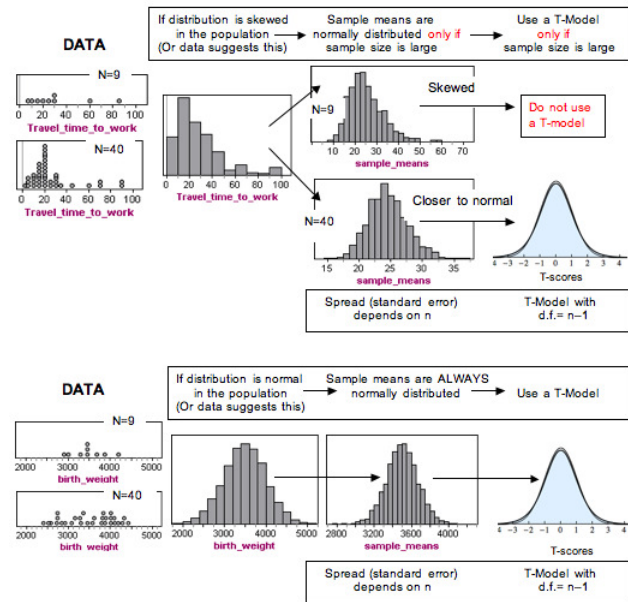 If distribution is skewed
in the population
(Or data suggests this)
Sample means are
normally distributed only if
sample size is large
Use a T-Model
only if
sample size is large
DATA
N=9
0 20 40 60 80 100
Travel_time_to_work
N=40
0 20 40 60 80 100
Travel_time_to_work
0 20 40 60 80 100
Travel_time_to_work
N=9
Skewed
10 20 30 40 50 60 70
sample_means
Do not use
a T-model
N=40
Closer to normal
15 20 25 30 35
sample_means
-4 -3 -2 -1 0 1 2 3 4
T-scores
Spread (standard error)
depends on n
T-Model with
d.f.= n–1
DATA
If distribution is normal
in the population
(Or data suggests this)
Sample means are ALWAYS
normally distributed
Use a T-Model
N=9
2000 3000 4000 5000
birth_weight
N=40
2000 3000 4000 5000
birth_weight
2000 3000 4000 5000
birth_weight
2800 3200 3600 4000
sample_means
-4 -3 -2 -1 0 1 2 3 4
T-scores
Spread (standard error)
depends on n
T-Model with
d.f.= n–1